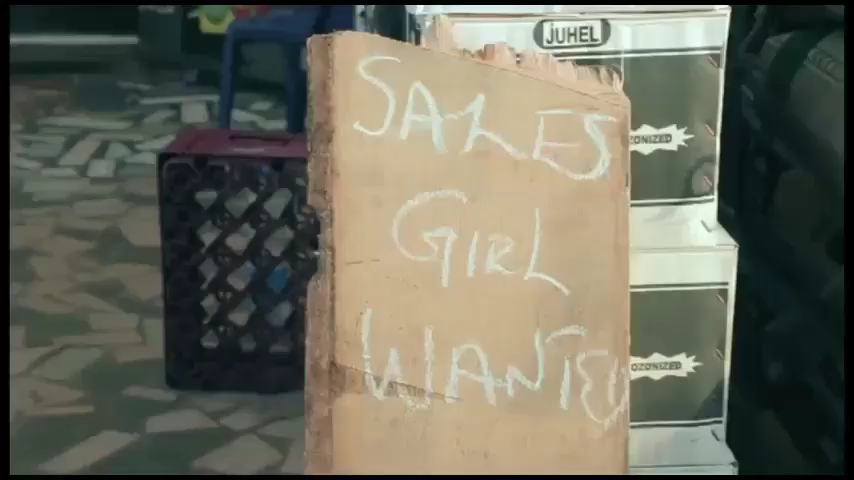 JUHEL
OZONIZED
SALES
GIRL
WANTED
OZONIZED